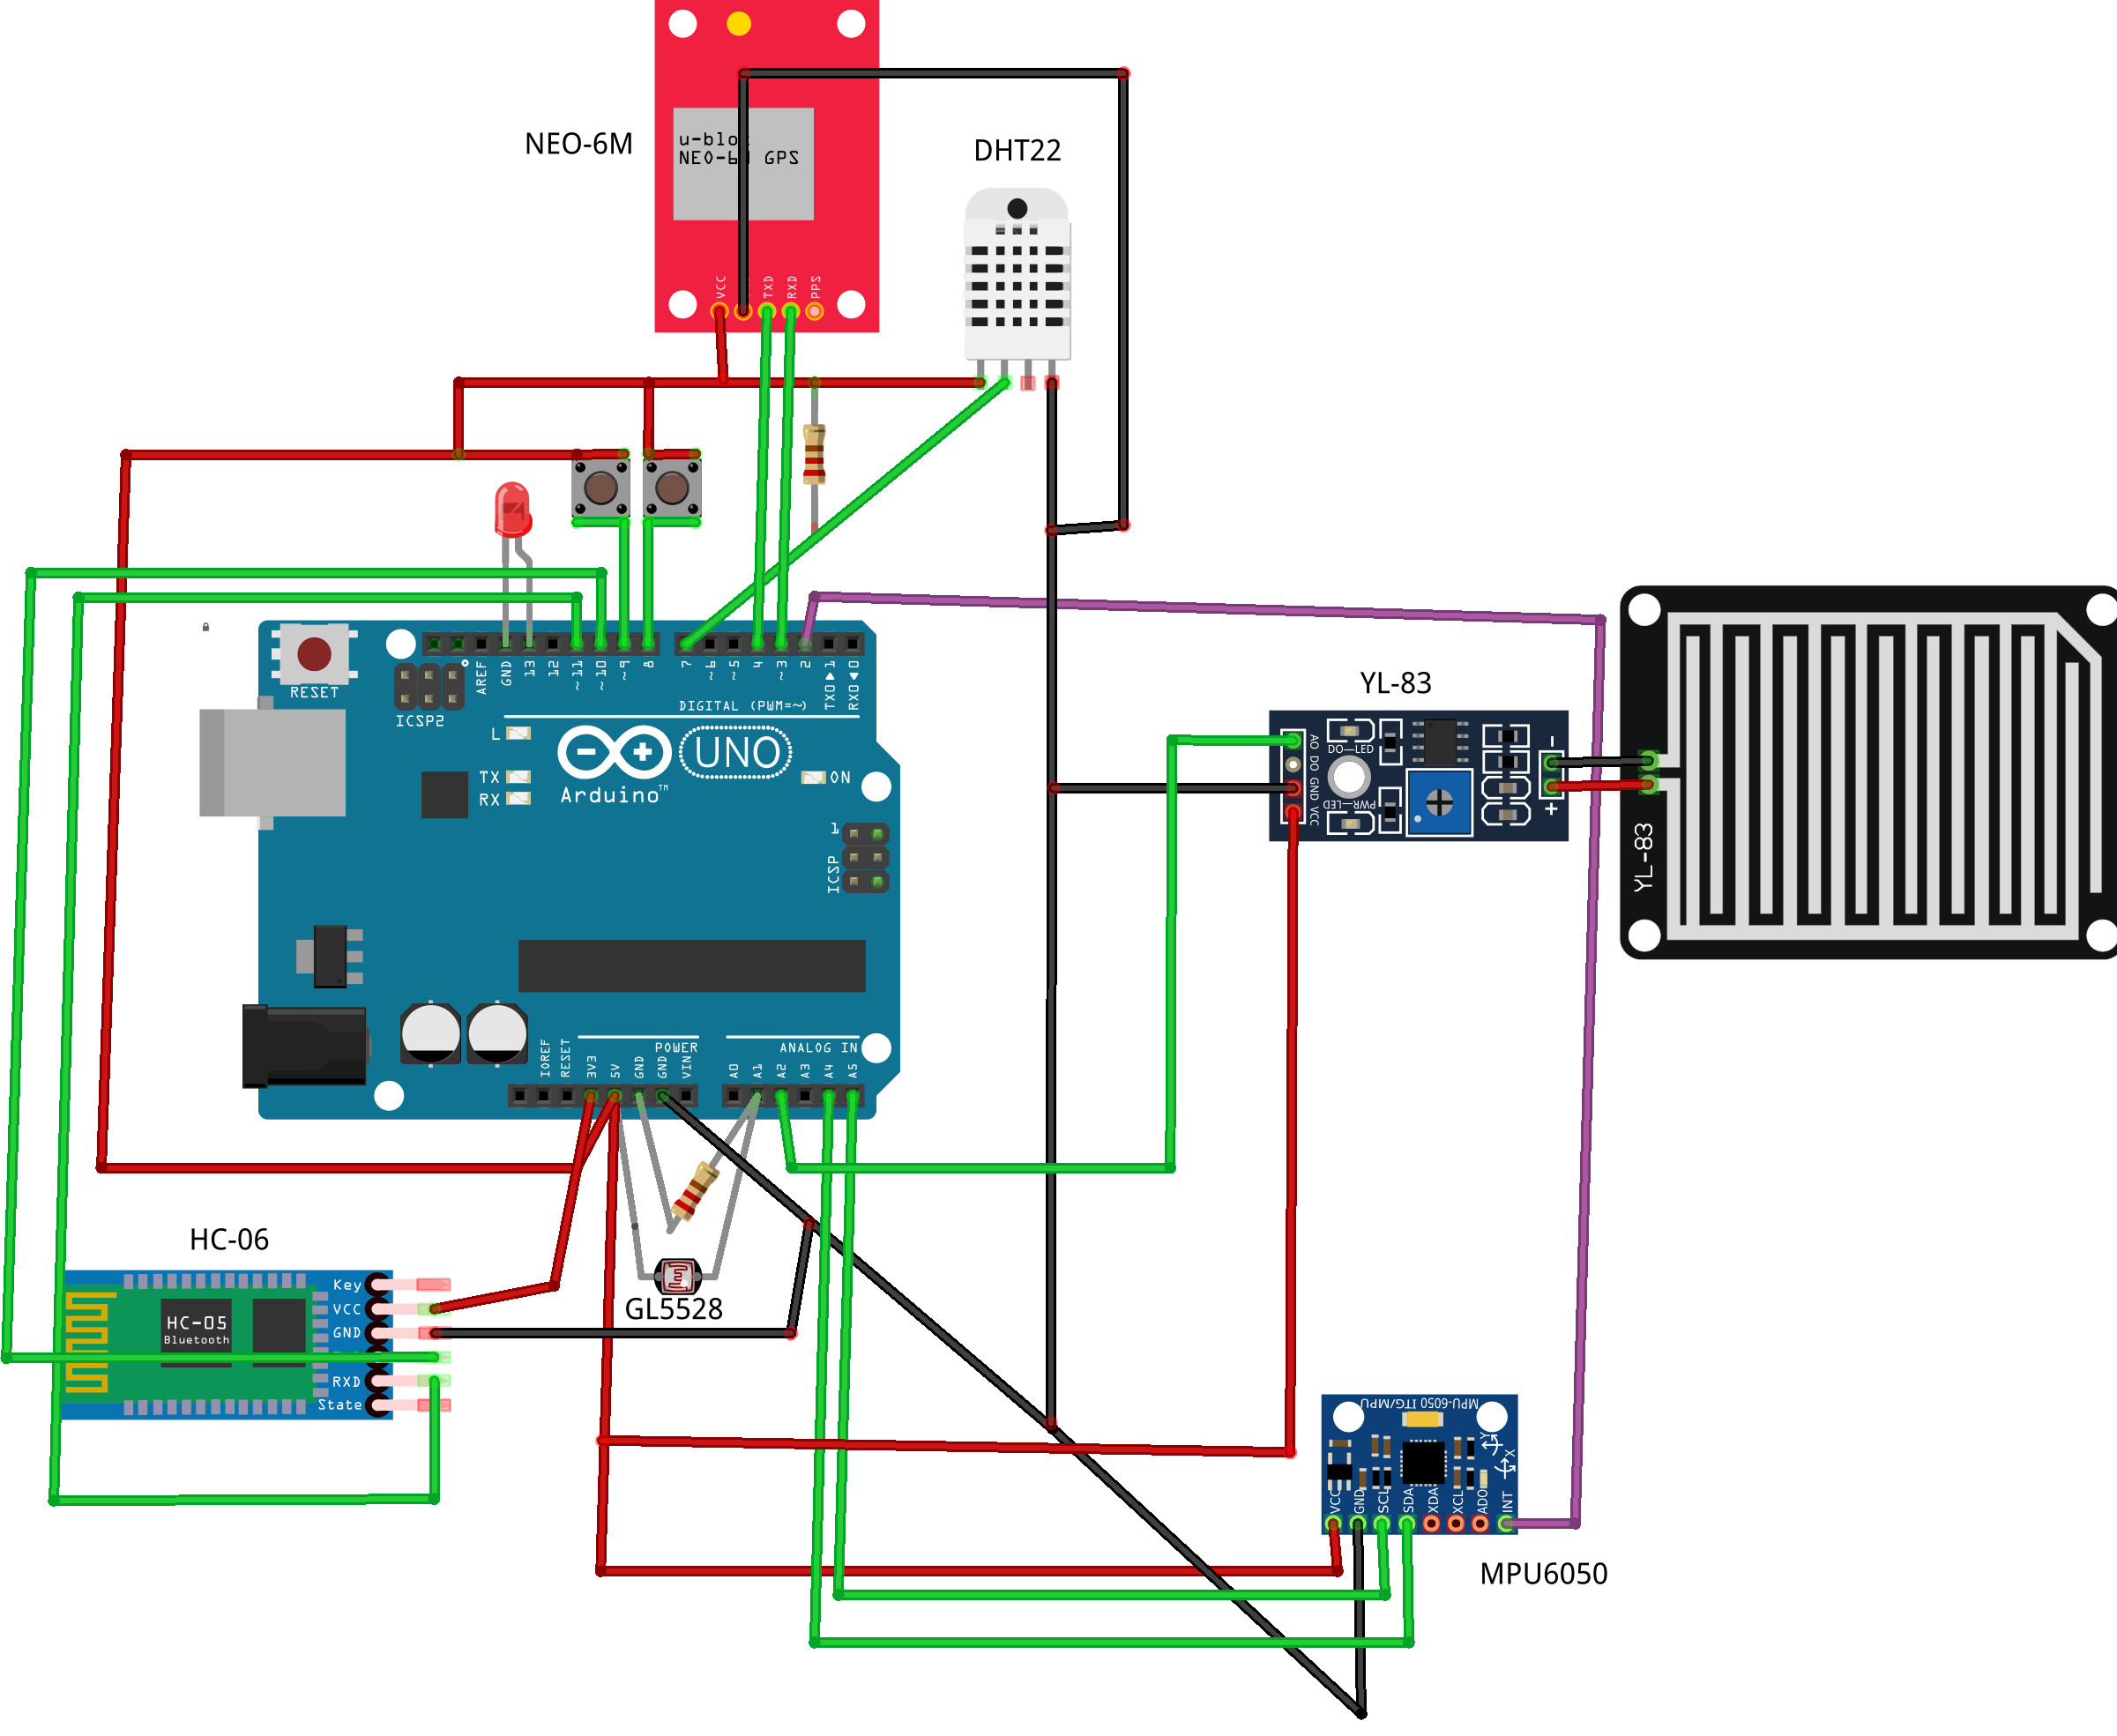 NEO-6M
u-blo
NEO-6 GPS
VCC
TXD
RXD
PPS
DHT22
RESET
ICSP2
AREF
GND
13
12
~11
~10
~9
8
7
~6
~5
4
~3
2
TX0▶1
RX0◀0
DIGITAL (PWM=~)
L
TX
RX
UNO
ON
Arduino™
1
ICSP
IOREF
RESET
3V3
5V
GND
GND
VIN
POWER
A0
A1
A2
A3
A4
A5
ANALOG IN
YL-83
AO DO GND VCC
DO-LED
PWR-LED
-
+
YL-83
HC-06
HC-05
Bluetooth
Key
VCC
GND
RXD
State
GL5528
MPU-6050 ITG/MPU
Y
X
VCC
GND
SCL
SDA
XDA
XCL
ADO
INT
MPU6050